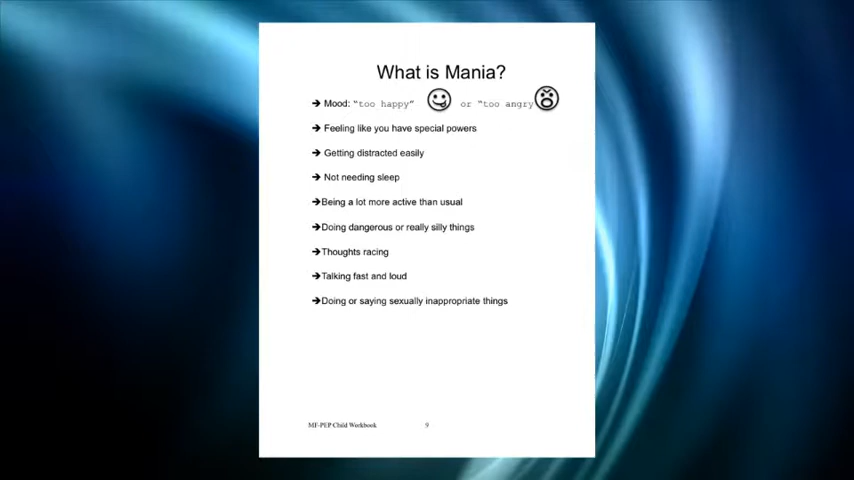 What is Mania?
➔ Mood: "too happy" or "too angry
➔ Feeling like you have special powers
➔ Getting distracted easily
➔ Not needing sleep
➔Being a lot more active than usual
➔Doing dangerous or really silly things
➔Thoughts racing
➔Talking fast and loud
➔Doing or saying sexually inappropriate things
MF-PEP Child Workbook 9